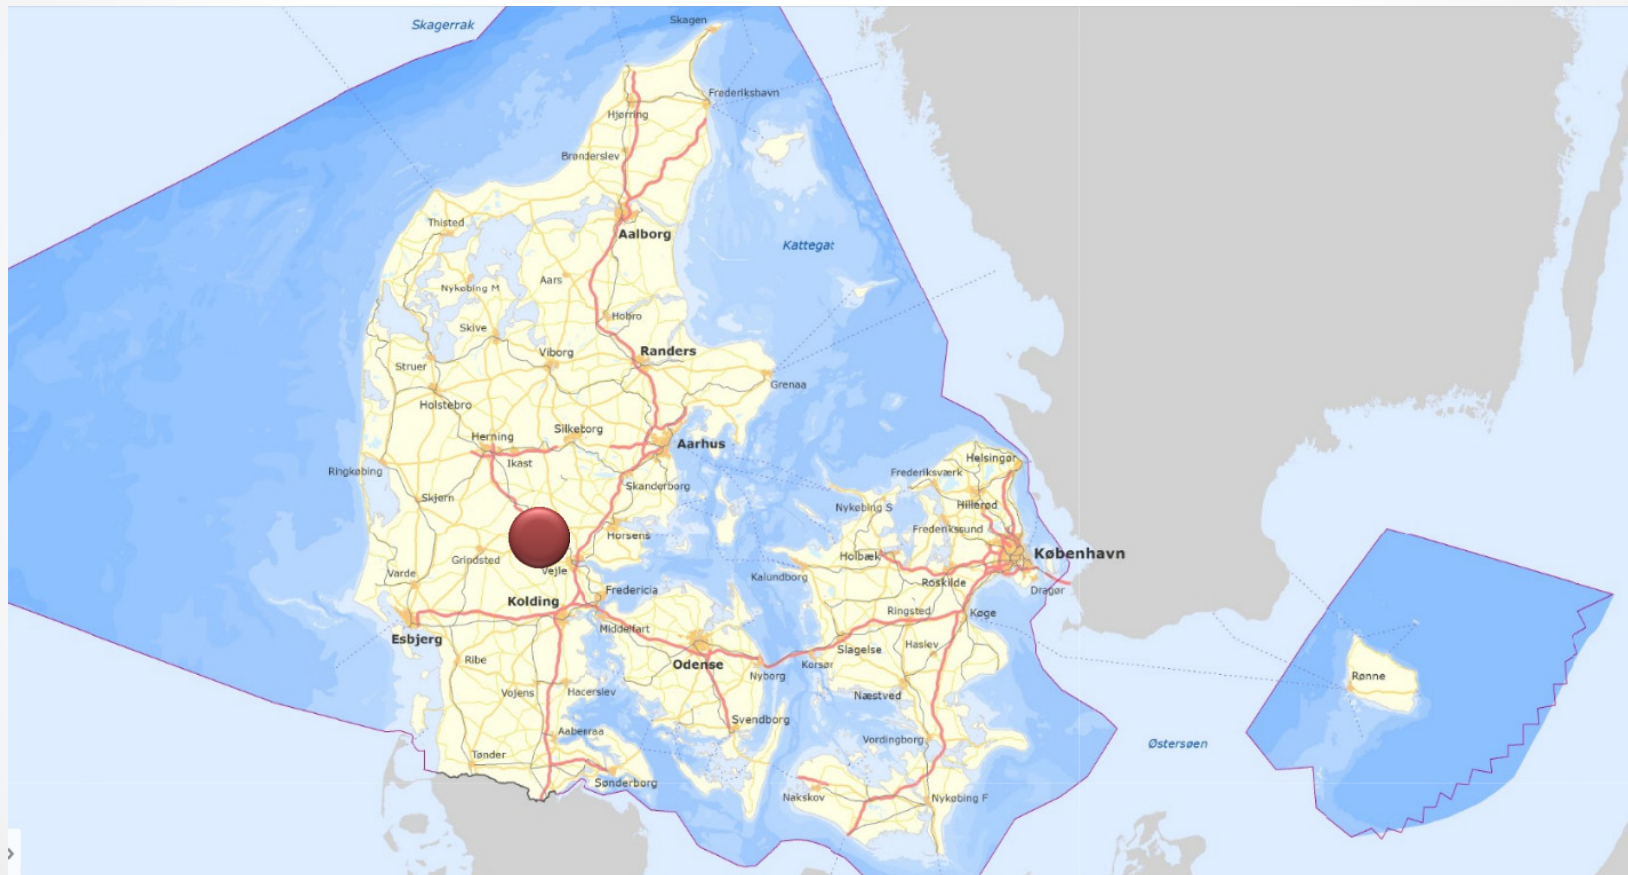 Skagen
Skagerrak
Frederikshavn
Hjørring
Brønderslev
Thisted
Aalborg
Kattegat
Aars
Nykøbing M
Hobro
Skive
Randers
Viborg
Struer
Grenaa
Holstebro
Silkeborg
Herning
Aarhus
Helsingør
Ikast
Ringkøbing
Frederiksværk
Skanderborg
Skjern
Nykøbing S
Hillerød
Frederikssund
Horsens
København
Holbæk
Grindsted
Vejle
Varde
Kalundborg
Roskilde
Fredericia
Dragør
Kolding
Ringsted
Køge
Middelfart
Esbjerg
Haslev
Slagelse
Ribe
Odense
Korsør
Nyborg
Rønne
Vojens
Haderslev
Næstved
Svendborg
Aabenraa
Vordingborg
Østersøen
Tønder
Sønderborg
Nakskov
Nykøbing F